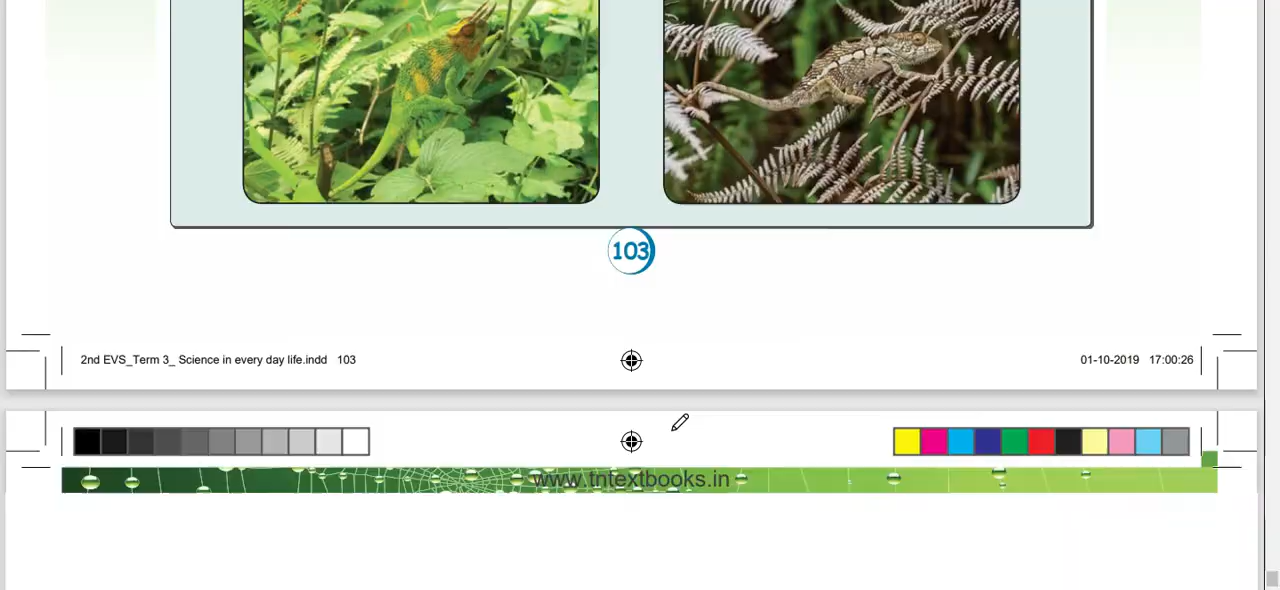 103
2nd EVS_Term 3_ Science in every day life.indd 103
01-10-2019 17:00:26
www.tntextbooks.in